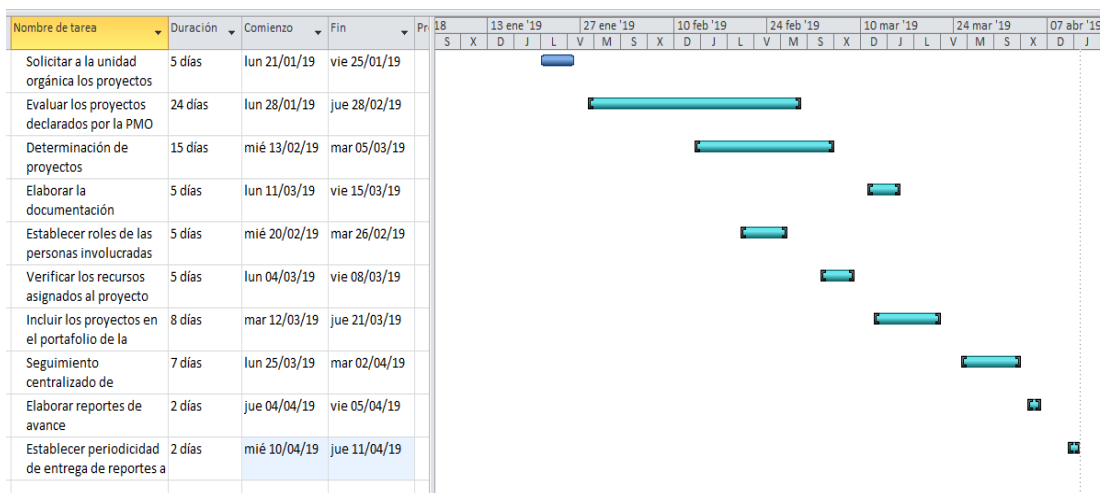 Nombre de tarea Duración Comienzo Fin Pr 18 13 ene '19 27 ene '19 10 feb '19 24 feb '19 10 mar '19 24 mar '19 07 abr '19
S X D J L V M S X D J L V M S X D J L V M S X D J
Solicitar a la unidad 5 días lun 21/01/19 vie 25/01/19
orgánica los proyectos
Evaluar los proyectos 24 días lun 28/01/19 jue 28/02/19
declarados por la PMO
Determinación de 15 días mié 13/02/19 mar 05/03/19
proyectos
Elaborar la 5 días lun 11/03/19 vie 15/03/19
documentación
Establecer roles de las 5 días mié 20/02/19 mar 26/02/19
personas involucradas
Verificar los recursos 5 días lun 04/03/19 vie 08/03/19
asignados al proyecto
Incluir los proyectos en 8 días mar 12/03/19 jue 21/03/19
el portafolio de la
Seguimiento 7 días lun 25/03/19 mar 02/04/19
centralizado de
Elaborar reportes de 2 días jue 04/04/19 vie 05/04/19
avance
Establecer periodicidad 2 días mié 10/04/19 jue 11/04/19
de entrega de reportes a